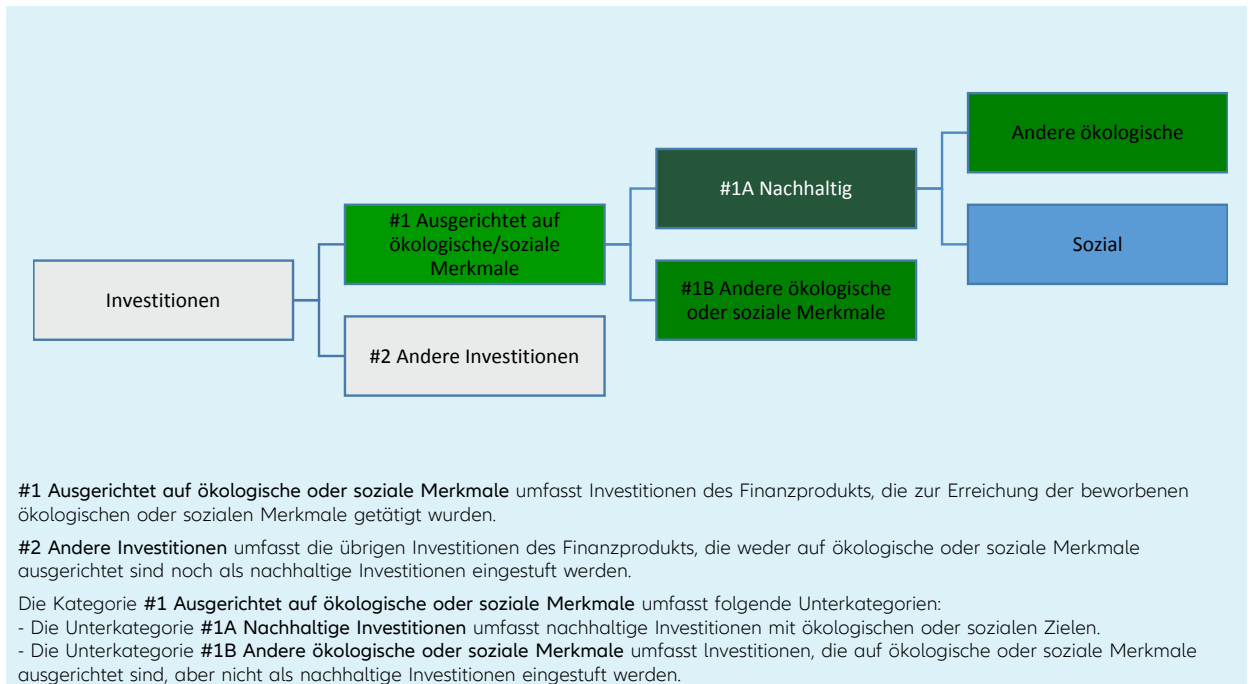 Andere ökologische
#1A Nachhaltig
#1 Ausgerichtet auf
ökologische/soziale
Merkmale
Sozial
Investitionen
#1B Andere ökologische
oder soziale Merkmale
#2 Andere Investitionen
#1 Ausgerichtet auf ökologische oder soziale Merkmale umfasst Investitionen des Finanzprodukts, die zur Erreichung der beworbenen
ökologischen oder sozialen Merkmale getätigt wurden.
#2 Andere Investitionen umfasst die übrigen Investitionen des Finanzprodukts, die weder auf ökologische oder soziale Merkmale
ausgerichtet sind noch als nachhaltige Investitionen eingestuft werden.
Die Kategorie #1 Ausgerichtet auf ökologische oder soziale Merkmale umfasst folgende Unterkategorien:
- Die Unterkategorie #1A Nachhaltige Investitionen umfasst nachhaltige Investitionen mit ökologischen oder sozialen Zielen.
- Die Unterkategorie #1B Andere ökologische oder soziale Merkmale umfasst Investitionen, die auf ökologische oder soziale Merkmale
ausgerichtet sind, aber nicht als nachhaltige Investitionen eingestuft werden.